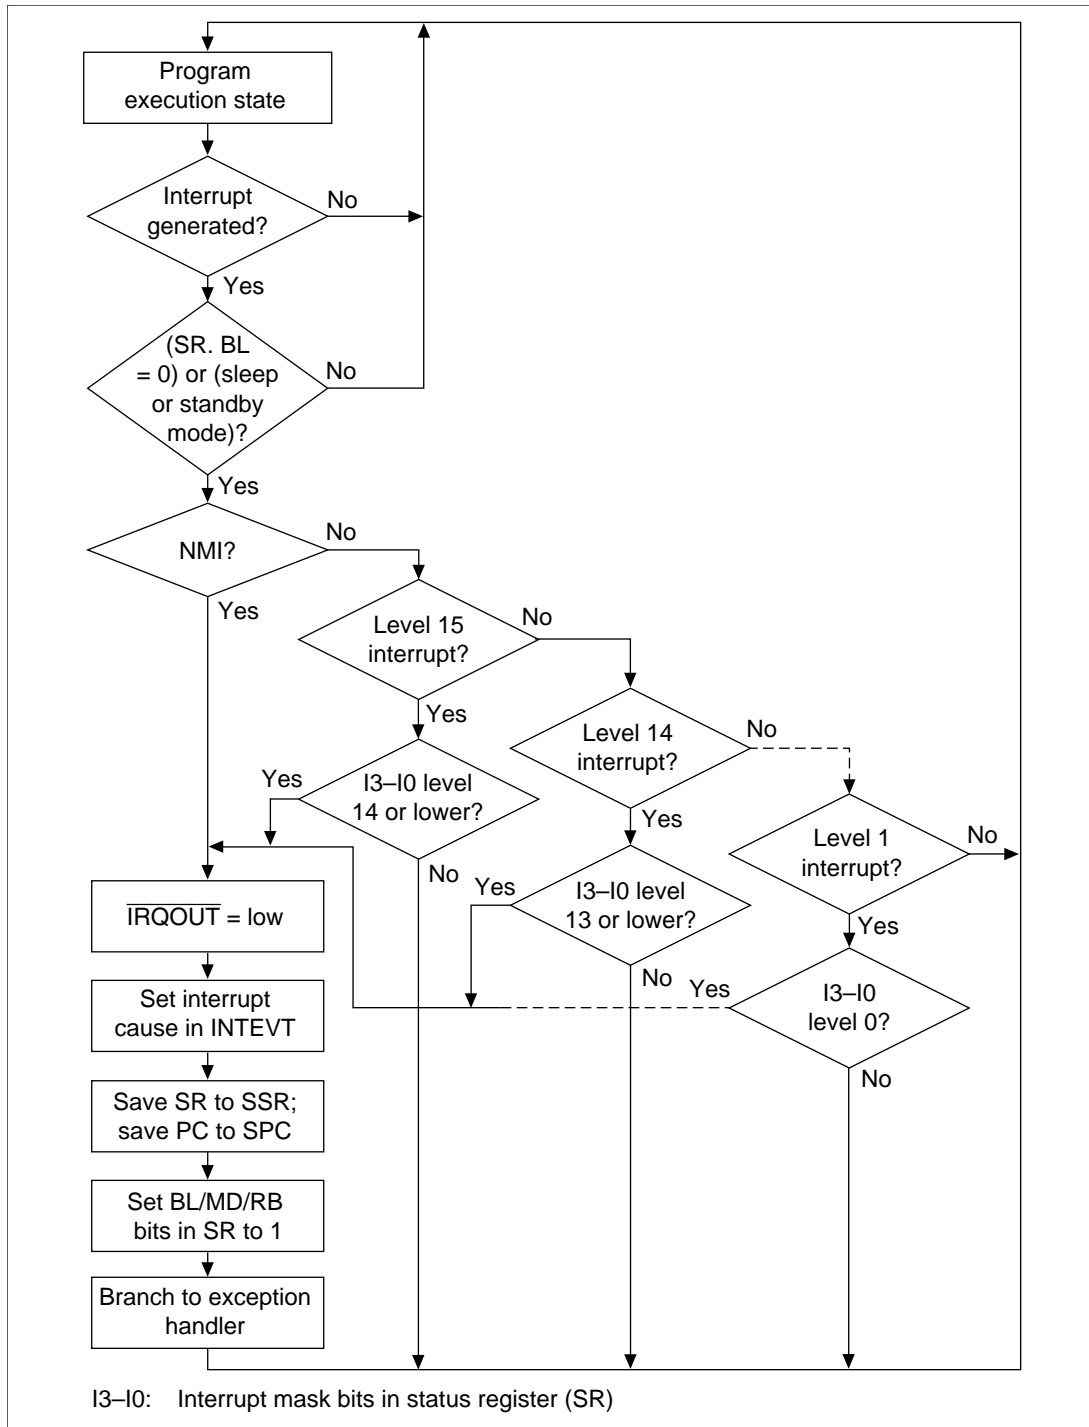 Program
execution state
Interrupt
generated?
No
Yes
(SR. BL
= 0) or (sleep
or standby
mode)?
No
Yes
NMI?
No
Yes
Level 15
interrupt?
No
Yes
Level 14
interrupt?
No
Yes
I3–I0 level
14 or lower?
Yes
No
Level 1
interrupt?
No
Yes
I3–I0 level
13 or lower?
Yes
No
I3–I0
level 0?
Yes
No
IRQOUT = low
Set interrupt
cause in INTEVT
Save SR to SSR;
save PC to SPC
Set BL/MD/RB
bits in SR to 1
Branch to exception
handler
I3–I0: Interrupt mask bits in status register (SR)